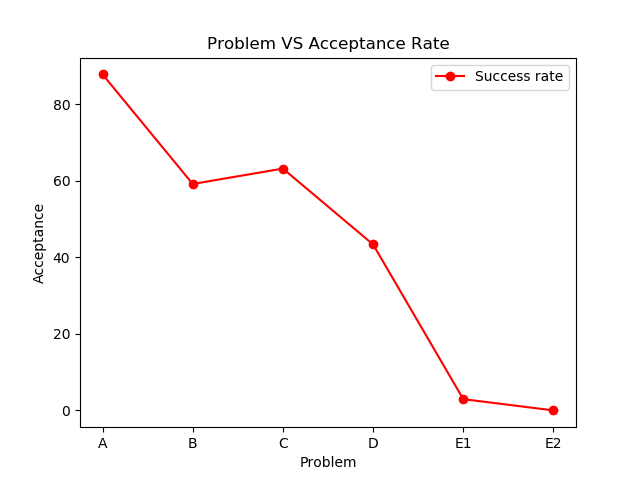 Problem VS Acceptance Rate
Success rate
Acceptance
80
60
40
20
0
A B C D E1 E2
Problem